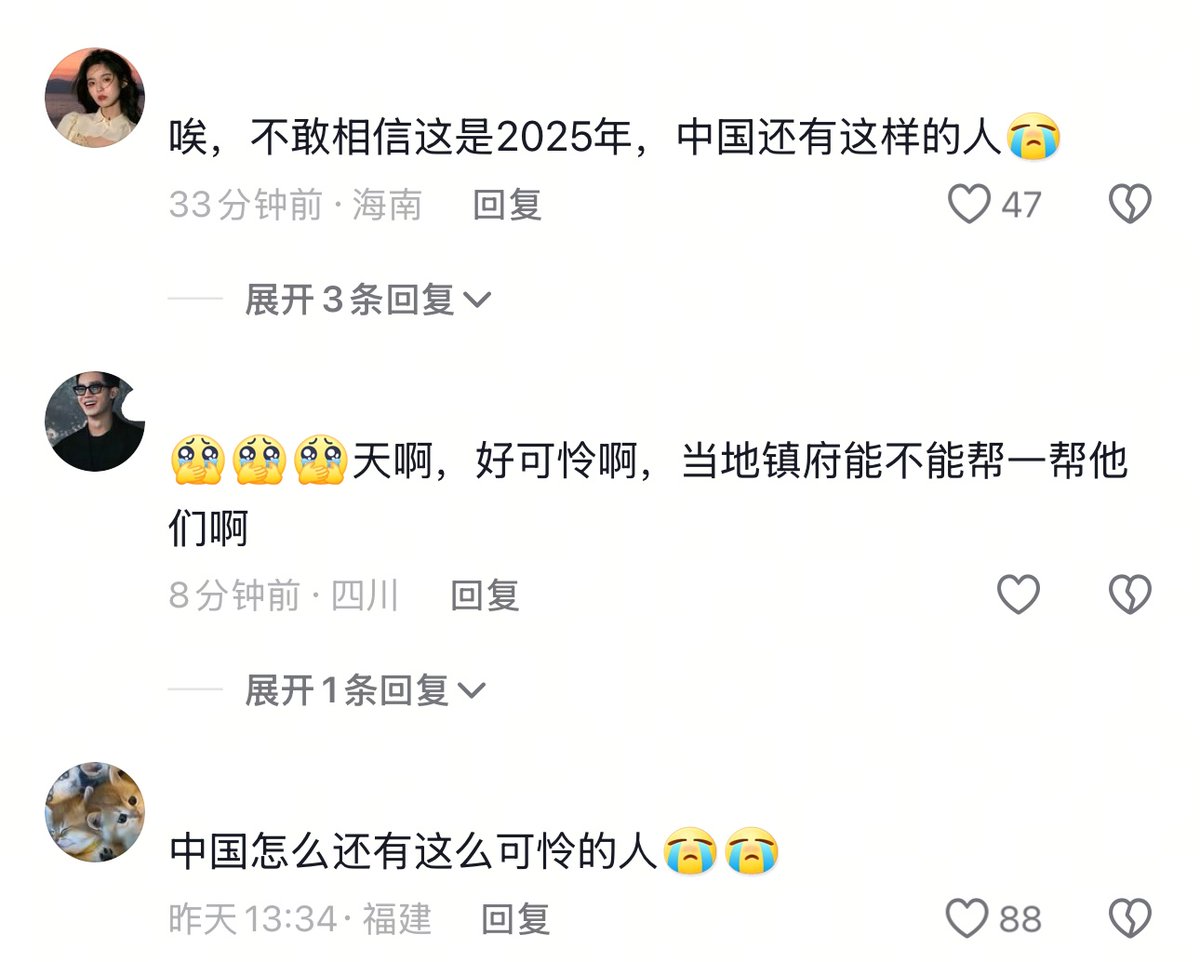 唉，不敢相信这是2025年，中国还有这样的人😭
33分钟前·海南 回复 47
展开3条回复
🥹🥹🥹天啊，好可怜啊，当地镇府能不能帮一帮他
们啊
8分钟前·四川 回复
展开1条回复
中国怎么还有这么可怜的人😭😭
昨天13:34·福建 回复 88